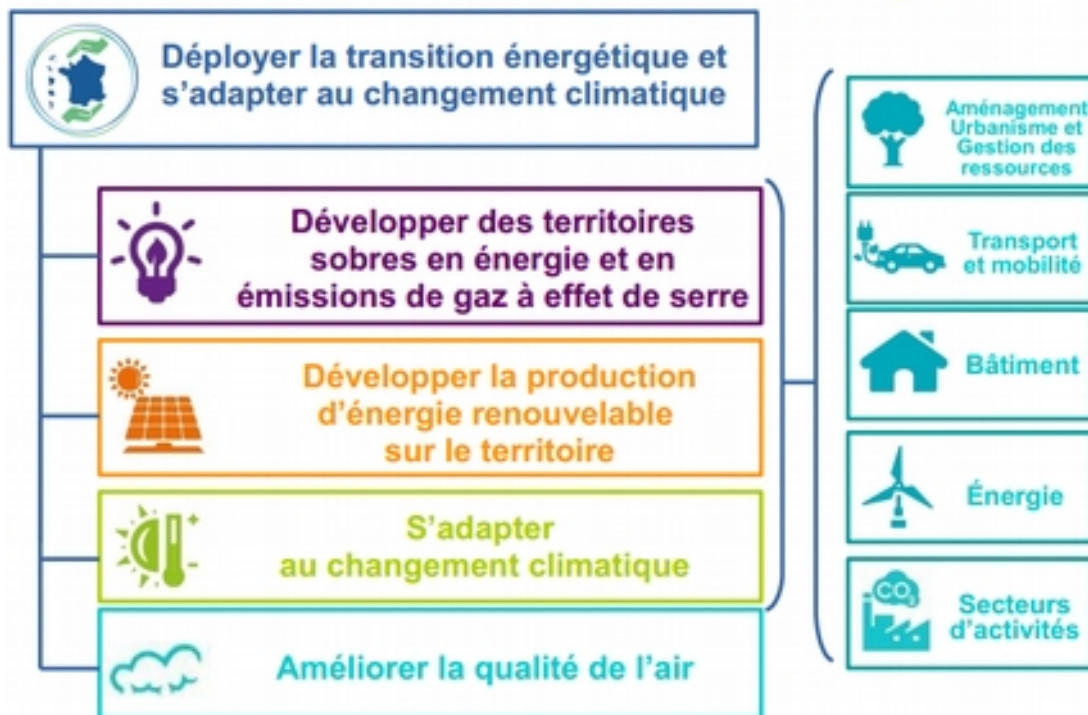 Déployer la transition énergétique et
s'adapter au changement climatique
Développer des territoires
sobres en énergie et en
émissions de gaz à effet de serre
Développer la production
d'énergie renouvelable
sur le territoire
S'adapter
au changement climatique
Améliorer la qualité de l'air
Aménagement
Urbanisme et
Gestion des
ressources
Transport
et mobilité
Bâtiment
Énergie
CO₂
Secteurs
d'activités